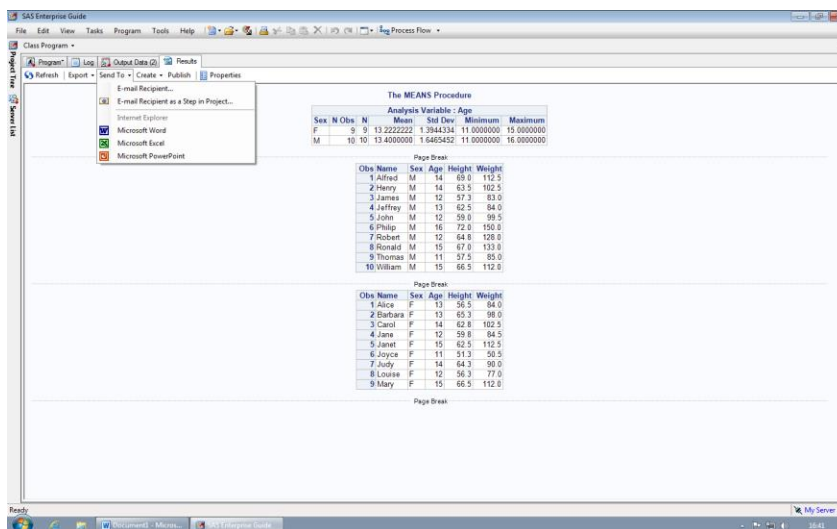 SAS Enterprise Guide
File Edit View Tasks Program Tools Help Process Flow
Class Program
Program* Log Output Data (2) Results
Refresh Export Send To Create Publish Properties
Project Tree
Server List
E-mail Recipient...
E-mail Recipient as a Step in Project...
Internet Explorer
Microsoft Word
Microsoft Excel
Microsoft PowerPoint
The MEANS Procedure
Analysis Variable : Age
Sex N Obs N Mean Std Dev Minimum Maximum
F 9 9 13.2222222 1.3944334 11.0000000 15.0000000
M 10 10 13.4000000 1.6465452 11.0000000 16.0000000
Page Break
Obs Name Sex Age Height Weight
1 Alfred M 14 69.0 112.5
2 Henry M 14 63.5 102.5
3 James M 12 57.3 83.0
4 Jeffrey M 13 62.5 84.0
5 John M 12 59.0 99.5
6 Philip M 16 72.0 150.0
7 Robert M 12 64.8 128.0
8 Ronald M 15 67.0 133.0
9 Thomas M 11 57.5 85.0
10 William M 15 66.5 112.0
Page Break
Obs Name Sex Age Height Weight
1 Alice F 13 56.5 84.0
2 Barbara F 13 65.3 98.0
3 Carol F 14 62.8 102.5
4 Jane F 12 59.8 84.5
5 Janet F 15 62.5 112.5
6 Joyce F 11 51.3 50.5
7 Judy F 14 64.3 90.0
8 Louise F 12 56.3 77.0
9 Mary F 15 66.5 112.0
Page Break
Ready
My Server
Document1 - Micros... SAS Enterprise Guide
16:41